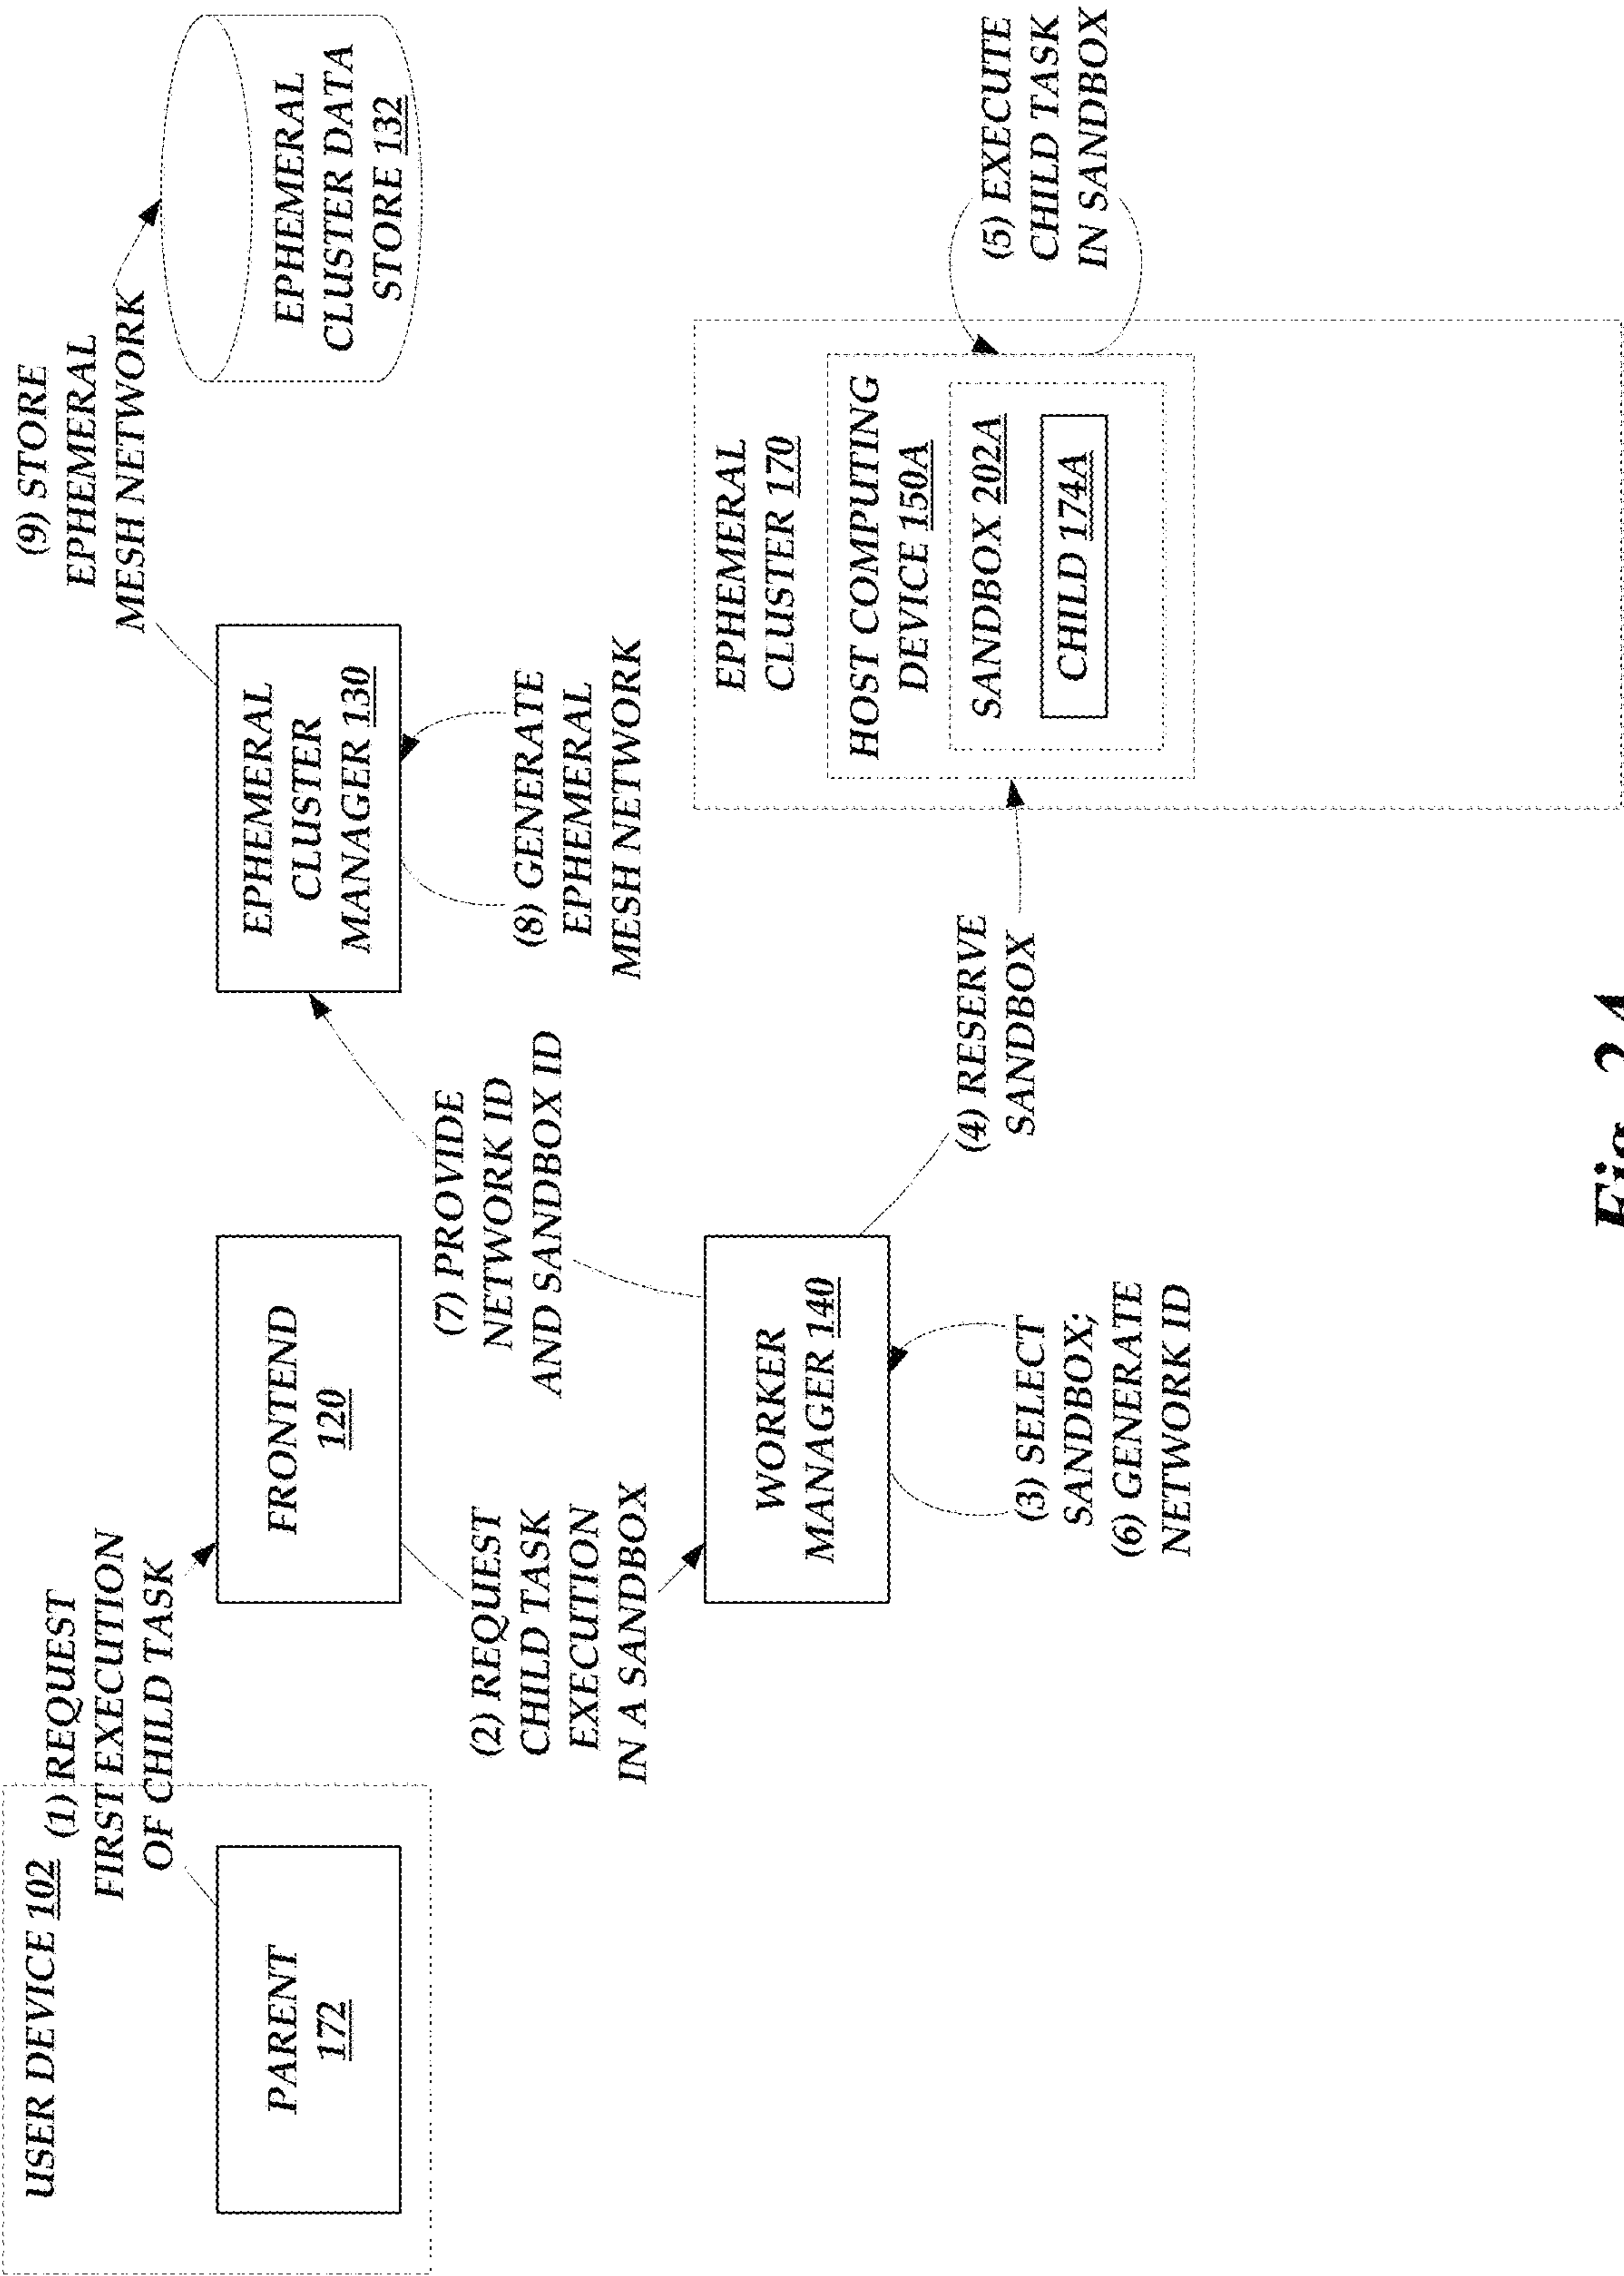 USER DEVICE 102
PARENT
172
(1) REQUEST
FIRST EXECUTION
OF CHILD TASK
FRONTEND
120
(2) REQUEST
CHILD TASK
EXECUTION
IN A SANDBOX
WORKER
MANAGER 140
(3) SELECT
SANDBOX;
(6) GENERATE
NETWORK ID
(4) RESERVE
SANDBOX
EPHEMERAL
CLUSTER 170
HOST COMPUTING
DEVICE 150A
SANDBOX 202A
CHILD 174A
(5) EXECUTE
CHILD TASK
IN SANDBOX
(7) PROVIDE
NETWORK ID
AND SANDBOX ID
EPHEMERAL
CLUSTER
MANAGER 130
(8) GENERATE
EPHEMERAL
MESH NETWORK
(9) STORE
EPHEMERAL
MESH NETWORK
EPHEMERAL
CLUSTER DATA
STORE 132
Fig. 2A